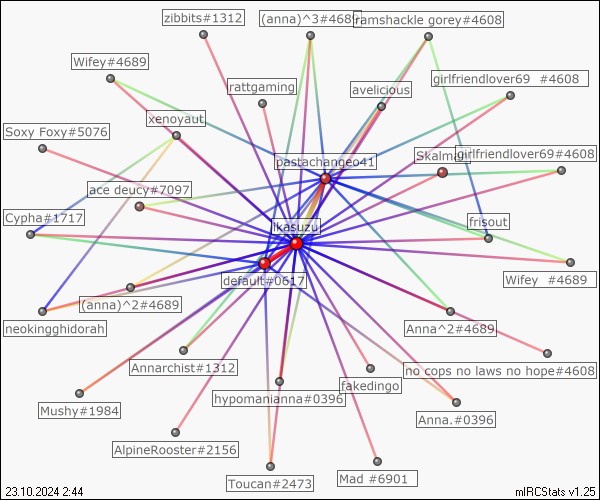 zibbits#1312
(anna)^3#4689
ramshackle gorey#4608
Wifey#4689
rattgaming
avelicious
girlfriendlover69 #4608
xenoyaut
Soxy Foxy#5076
pastachangeo41
Skalman
girlfriendlover69#4608
ace deucy#7097
Cypha#1717
ikasuzu
frisout
default#0617
Wifey #4689
(anna)^2#4689
neokingghidorah
Anna^2#4689
Annarchist#1312
no cops no laws no hope#4608
hypomanianna#0396
fakedingo
Mushy#1984
Anna.#0396
AlpineRooster#2156
Toucan#2473
Mad #6901
23.10.2024 2:44
mIRCStats v1.25